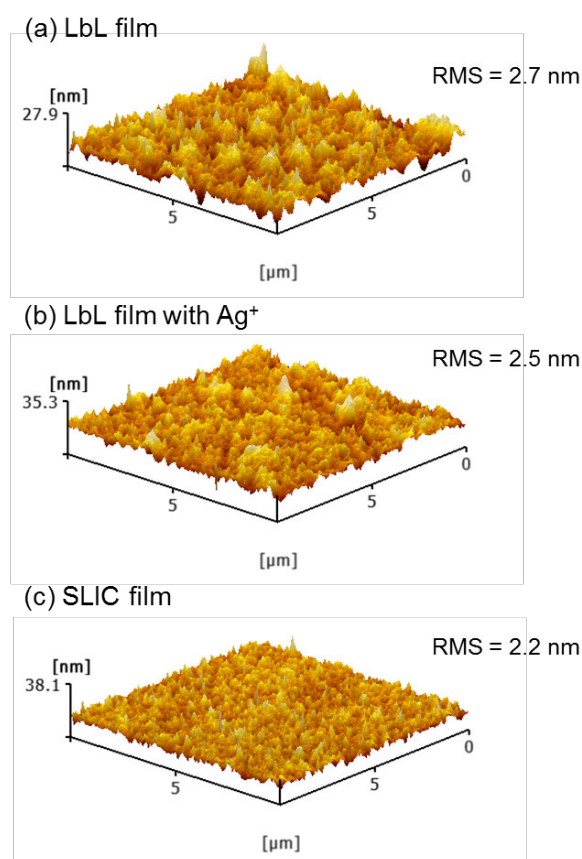 (a) LbL film
RMS = 2.7 nm
[nm]
27.9
0
5
5
[µm]
(b) LbL film with Ag⁺
RMS = 2.5 nm
[nm]
35.3
0
5
5
[µm]
(c) SLIC film
RMS = 2.2 nm
[nm]
38.1
0
5
5
[µm]